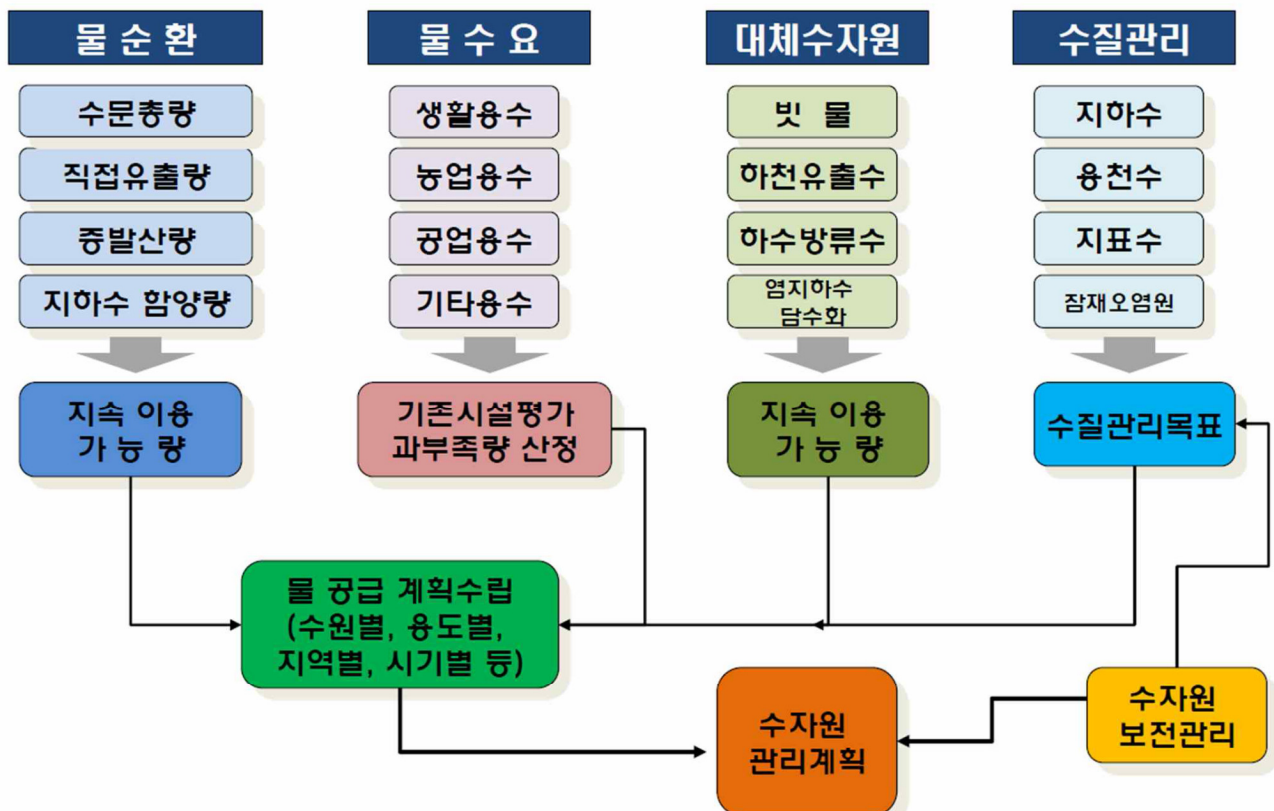 물 순환
물 수 요
대체수자원
수질관리
수문총량
생활용수
빗 물
지하수
직접유출량
농업용수
하천유출수
용천수
증발산량
공업용수
하수방류수
지표수
지하수 함양량
기타용수
염지하수
담수화
잠재오염원
지속 이용
가 능 량
기존시설평가
과부족량 산정
지속 이용
가 능 량
수질관리목표
물 공급 계획수립
(수원별, 용도별,
지역별, 시기별 등)
수자원
관리계획
수자원
보전관리